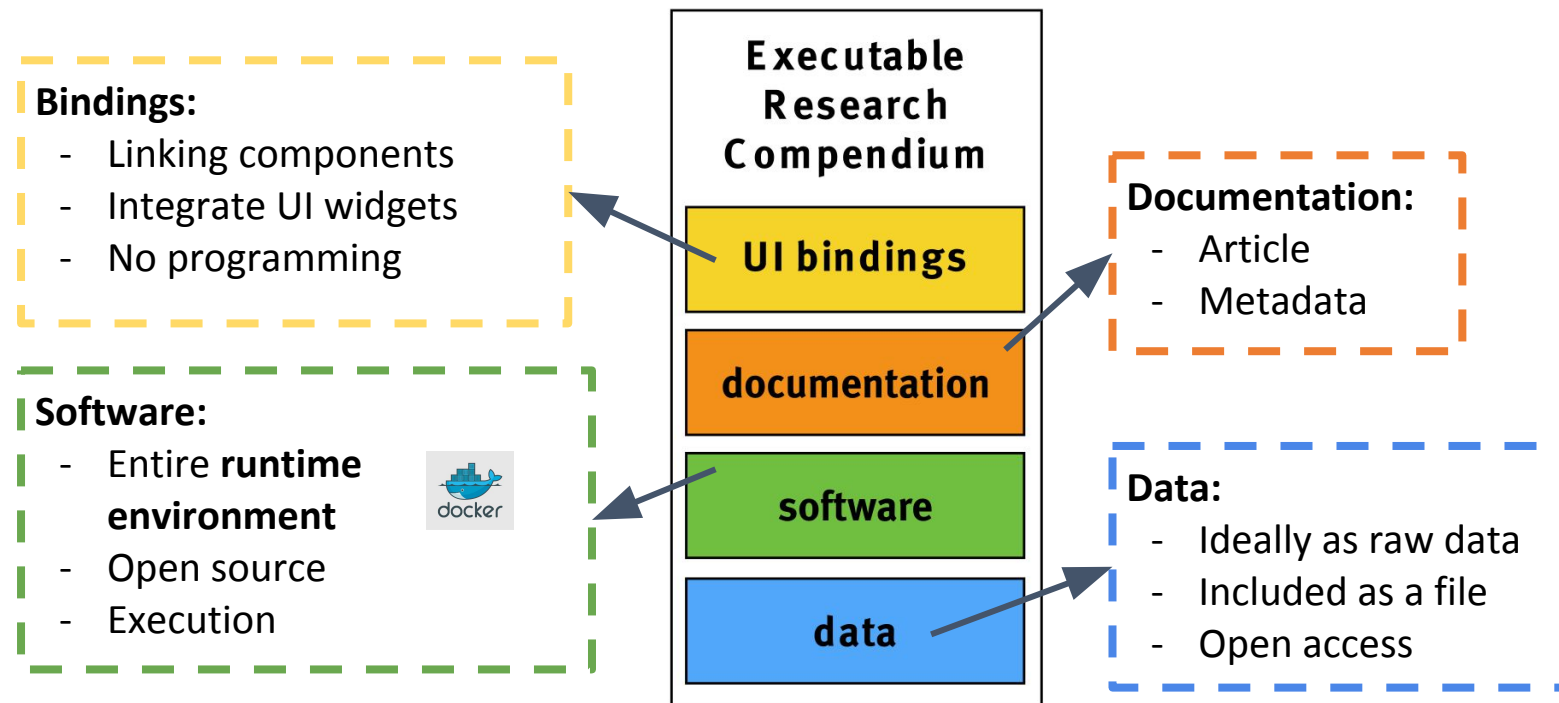 Executable
Research
Compendium
UI bindings
documentation
software
data
Bindings:
- Linking components
- Integrate UI widgets
- No programming
Software:
- Entire runtime
environment
- Open source
- Execution
docker
Documentation:
- Article
- Metadata
Data:
- Ideally as raw data
- Included as a file
- Open access